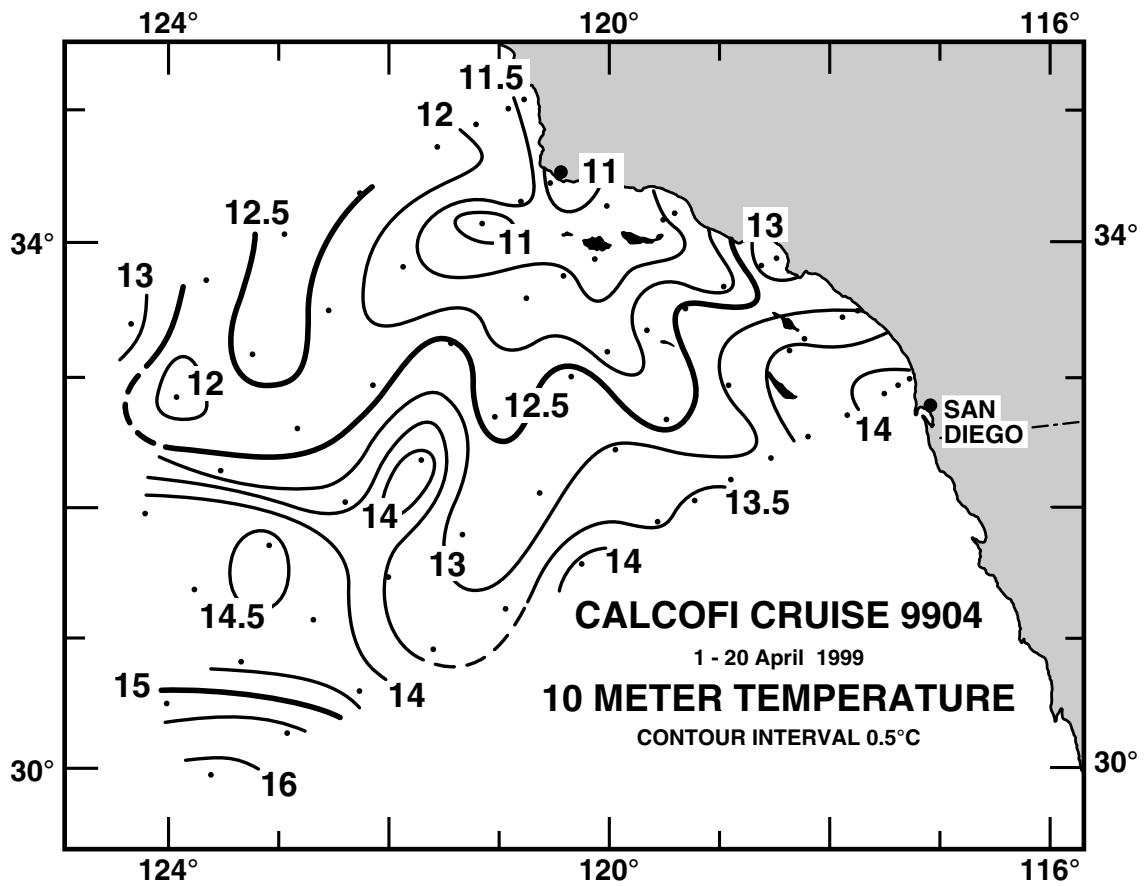 124° 120° 116°
11.5
12
11
12.5
13
34° 34°
11
13
12
12.5
SAN
DIEGO
14
13.5
14
13
14
14.5
CALCOFI CRUISE 9904
1 - 20 April 1999
15
14
10 METER TEMPERATURE
CONTOUR INTERVAL 0.5°C
30° 30°
16
124° 120° 116°